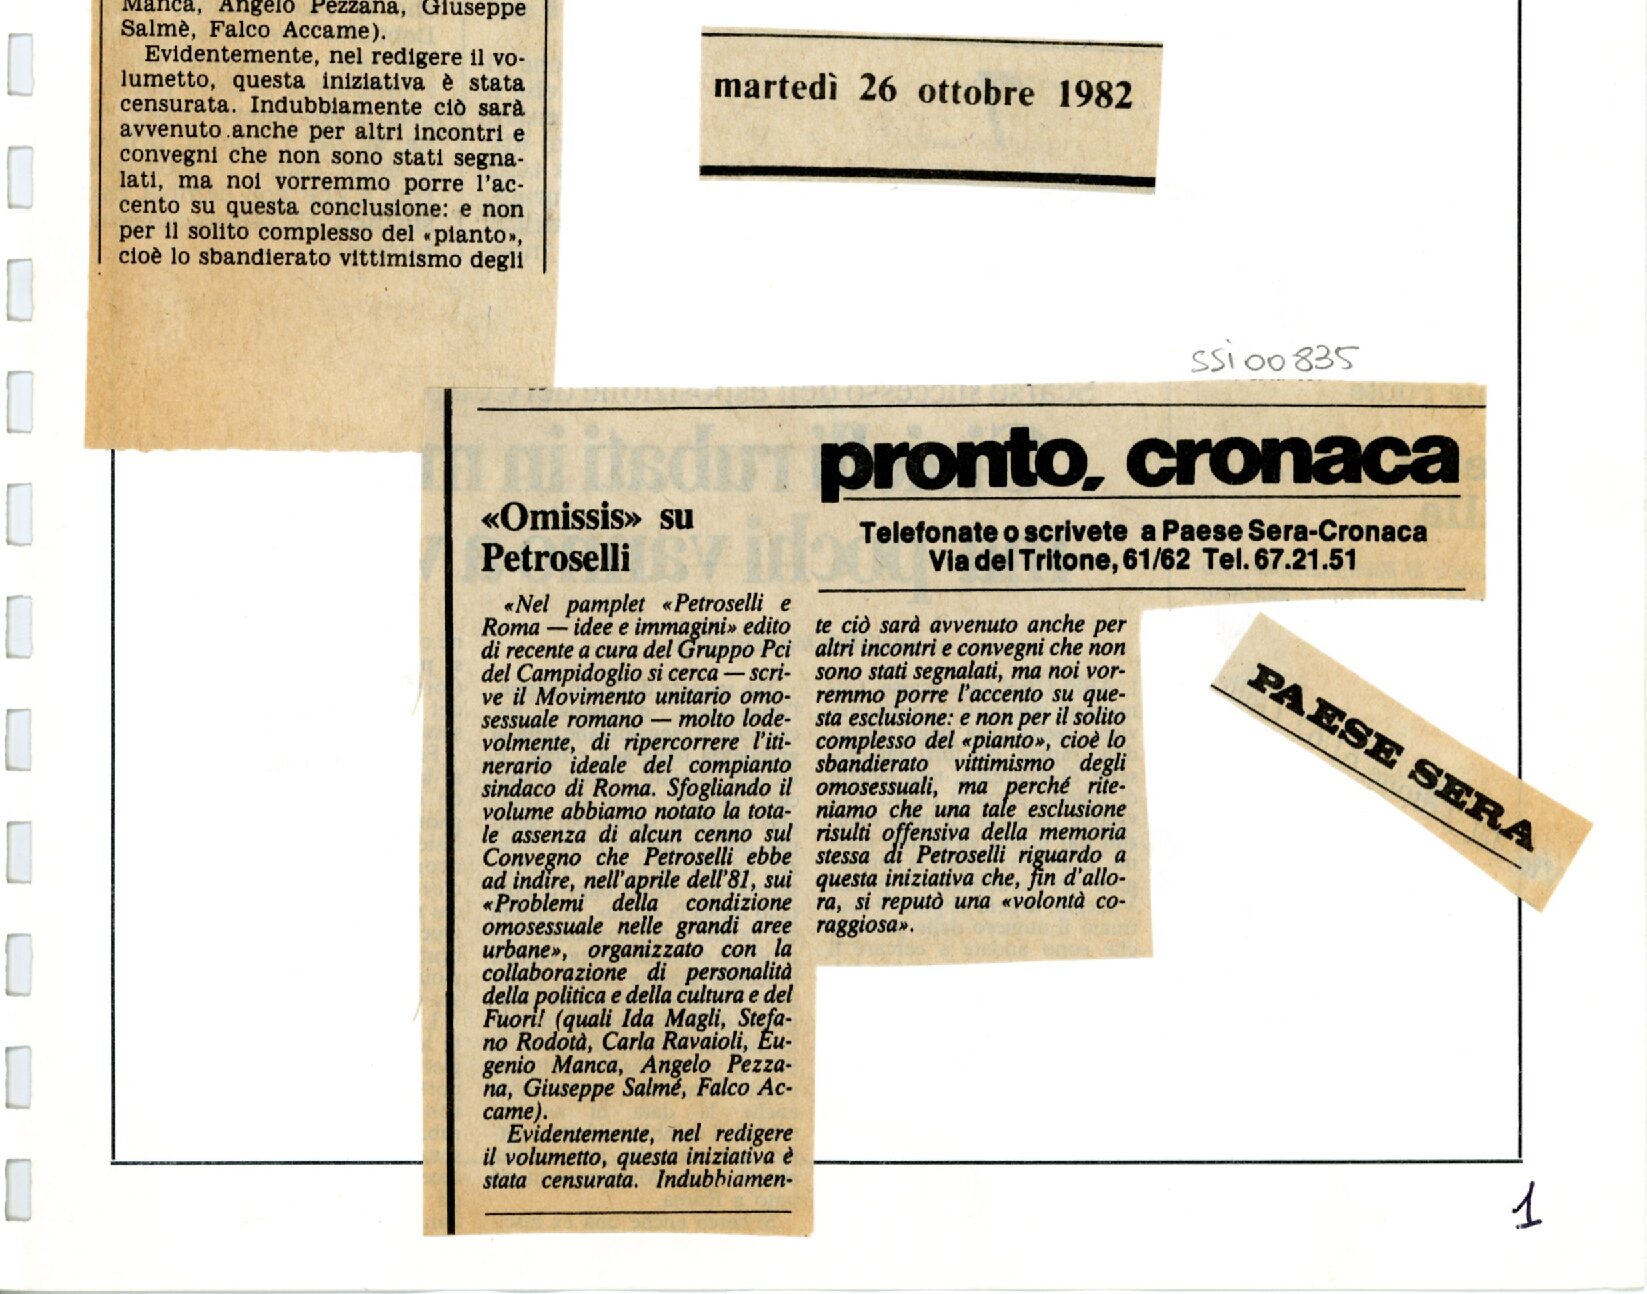 Manca, Angelo Pezzana, Giuseppe
Salmè, Falco Accame).
Evidentemente, nel redigere il vo-
lumetto, questa iniziativa è stata
censurata. Indubbiamente ciò sarà
avvenuto anche per altri incontri e
convegni che non sono stati segna-
lati, ma noi vorremmo porre l'ac-
cento su questa conclusione: e non
per il solito complesso del «pianto»,
cioè lo sbandierato vittimismo degli
martedì 26 ottobre 1982
ssi00835
pronto, cronaca
Telefonate o scrivete a Paese Sera-Cronaca
Via del Tritone, 61/62 Tel. 67.21.51
«Omissis» su
Petroselli
«Nel pamplet «Petroselli e
Roma — idee e immagini» edito
di recente a cura del Gruppo Pci
del Campidoglio si cerca — scri-
ve il Movimento unitario omo-
sessuale romano — molto lode-
volmente, di ripercorrere l'iti-
nerario ideale del compianto
sindaco di Roma. Sfogliando il
volume abbiamo notato la tota-
le assenza di alcun cenno sul
Convegno che Petroselli ebbe
ad indire, nell'aprile dell'81, sui
«Problemi della condizione
omosessuale nelle grandi aree
urbane», organizzato con la
collaborazione di personalità
della politica e della cultura e del
Fuori! (quali Ida Magli, Stefa-
no Rodotà, Carla Ravaioli, Eu-
genio Manca, Angelo Pezza-
na, Giuseppe Salmé, Falco Ac-
came).
Evidentemente, nel redigere
il volumetto, questa iniziativa è
stata censurata. Indubbiamen-
te ciò sarà avvenuto anche per
altri incontri e convegni che non
sono stati segnalati, ma noi vor-
remmo porre l'accento su que-
sta esclusione: e non per il solito
complesso del «pianto», cioè lo
sbandierato vittimismo degli
omosessuali, ma perché rite-
niamo che una tale esclusione
risulti offensiva della memoria
stessa di Petroselli riguardo a
questa iniziativa che, fin d'allo-
ra, si reputò una «volontà co-
raggiosa».
PAESE SERA
1